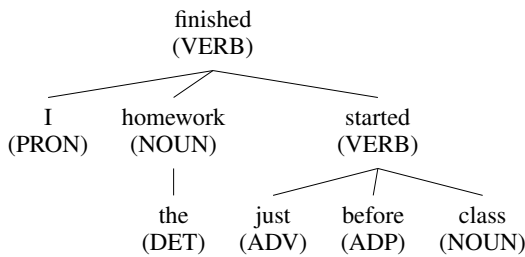 finished
(VERB)
I homework started
(PRON) (NOUN) (VERB)
the just before class
(DET) (ADV) (ADP) (NOUN)